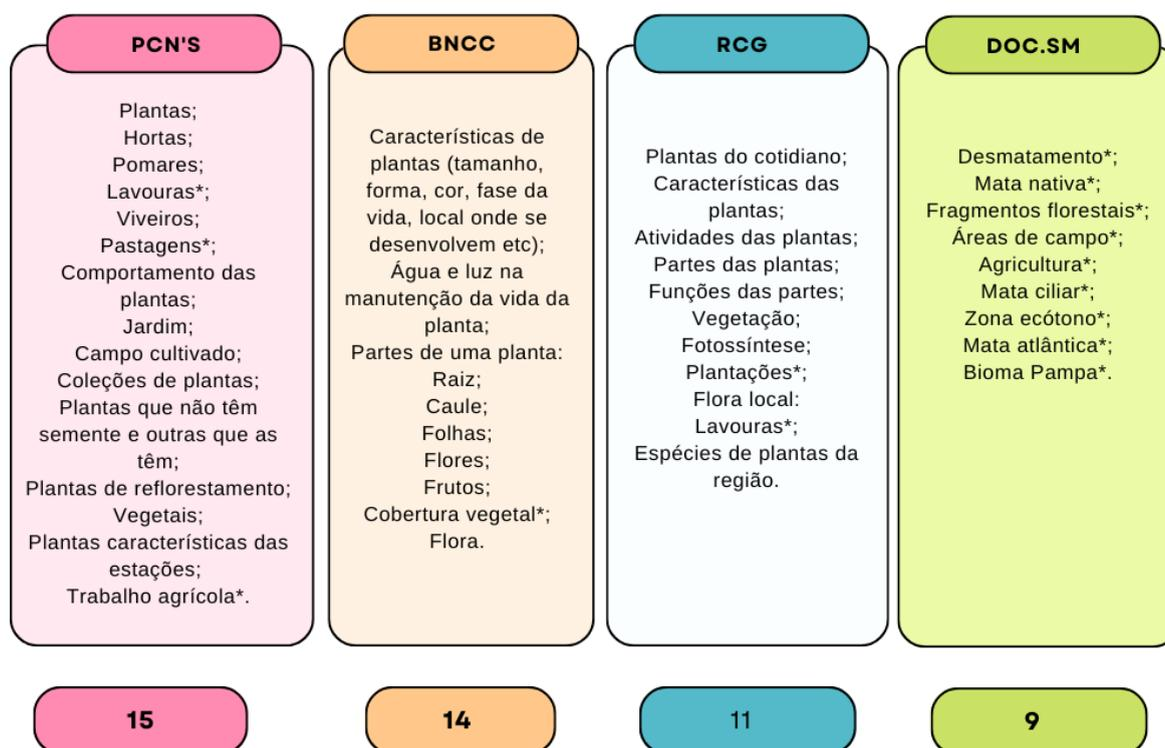 PCN'S
Plantas;
Hortas;
Pomares;
Lavouras*;
Viveiros;
Pastagens*;
Comportamento das
plantas;
Jardim;
Campo cultivado;
Coleções de plantas;
Plantas que não têm
semente e outras que as
têm;
Plantas de reflorestamento;
Vegetais;
Plantas características das
estações;
Trabalho agrícola*.
15
BNCC
Características de
plantas (tamanho,
forma, cor, fase da
vida, local onde se
desenvolvem etc);
Água e luz na
manutenção da vida da
planta;
Partes de uma planta:
Raiz;
Caule;
Folhas;
Flores;
Frutos;
Cobertura vegetal*;
Flora.
14
RCG
Plantas do cotidiano;
Características das
plantas;
Atividades das plantas;
Partes das plantas;
Funções das partes;
Vegetação;
Fotossíntese;
Plantações*;
Flora local:
Lavouras*;
Espécies de plantas da
região.
11
DOC.SM
Desmatamento*;
Mata nativa*;
Fragmentos florestais*;
Áreas de campo*;
Agricultura*;
Mata ciliar*;
Zona ecótono*;
Mata atlântica*;
Bioma Pampa*.
9